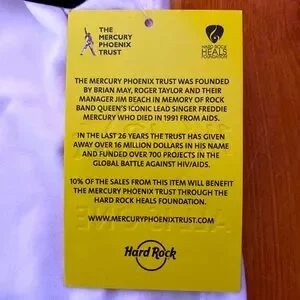 THE
MERCURY
PHOENIX
TRUST
HARD ROCK
HEALS
FOUNDATION
THE MERCURY PHOENIX TRUST WAS FOUNDED
BY BRIAN MAY, ROGER TAYLOR AND THEIR
MANAGER JIM BEACH IN MEMORY OF ROCK
BAND QUEEN'S ICONIC LEAD SINGER FREDDIE
MERCURY WHO DIED IN 1991 FROM AIDS.
IN THE LAST 26 YEARS THE TRUST HAS GIVEN
AWAY OVER 16 MILLION DOLLARS IN HIS NAME
AND FUNDED OVER 700 PROJECTS IN THE
GLOBAL BATTLE AGAINST HIV/AIDS.
10% OF THE SALES FROM THIS ITEM WILL BENEFIT
THE MERCURY PHOENIX TRUST THROUGH THE
HARD ROCK HEALS FOUNDATION.
WWW.MERCURYPHOENIXTRUST.COM
Hard Rock